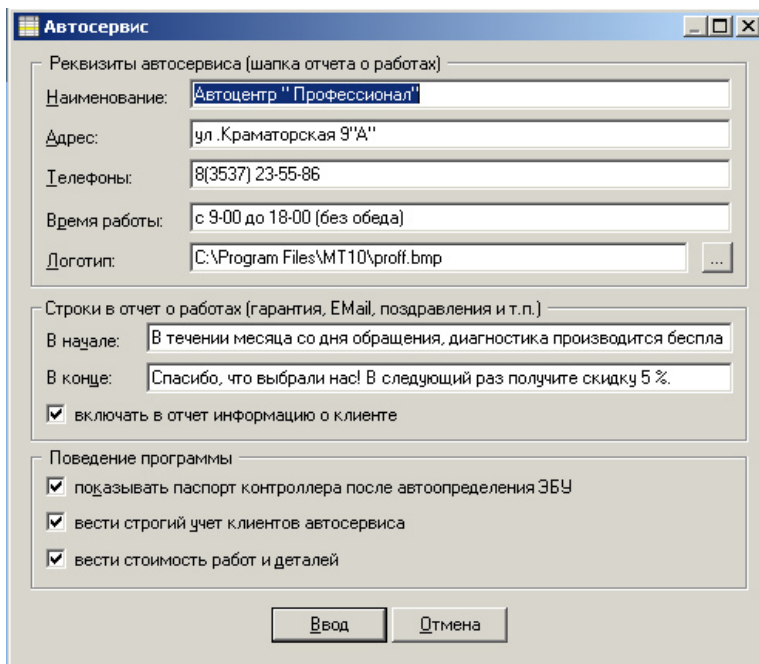 Автосервис
Реквизиты автосервиса (шапка отчета о работах)
Наименование: Автоцентр " Профессионал"
Адрес: ул .Краматорская 9"А"
Телефоны: 8(3537) 23-55-86
Время работы: с 9-00 до 18-00 (без обеда)
Логотип: C:\Program Files\MT10\proff.bmp ...
Строки в отчет о работах (гарантия, EMail, поздравления и т.п.)
В начале: В течении месяца со дня обращения, диагностика производится беспла
В конце: Спасибо, что выбрали нас! В следующий раз получите скидку 5 %.
включать в отчет информацию о клиенте
Поведение программы
показывать паспорт контроллера после автоопределения ЭБУ
вести строгий учет клиентов автосервиса
вести стоимость работ и деталей
Ввод Отмена